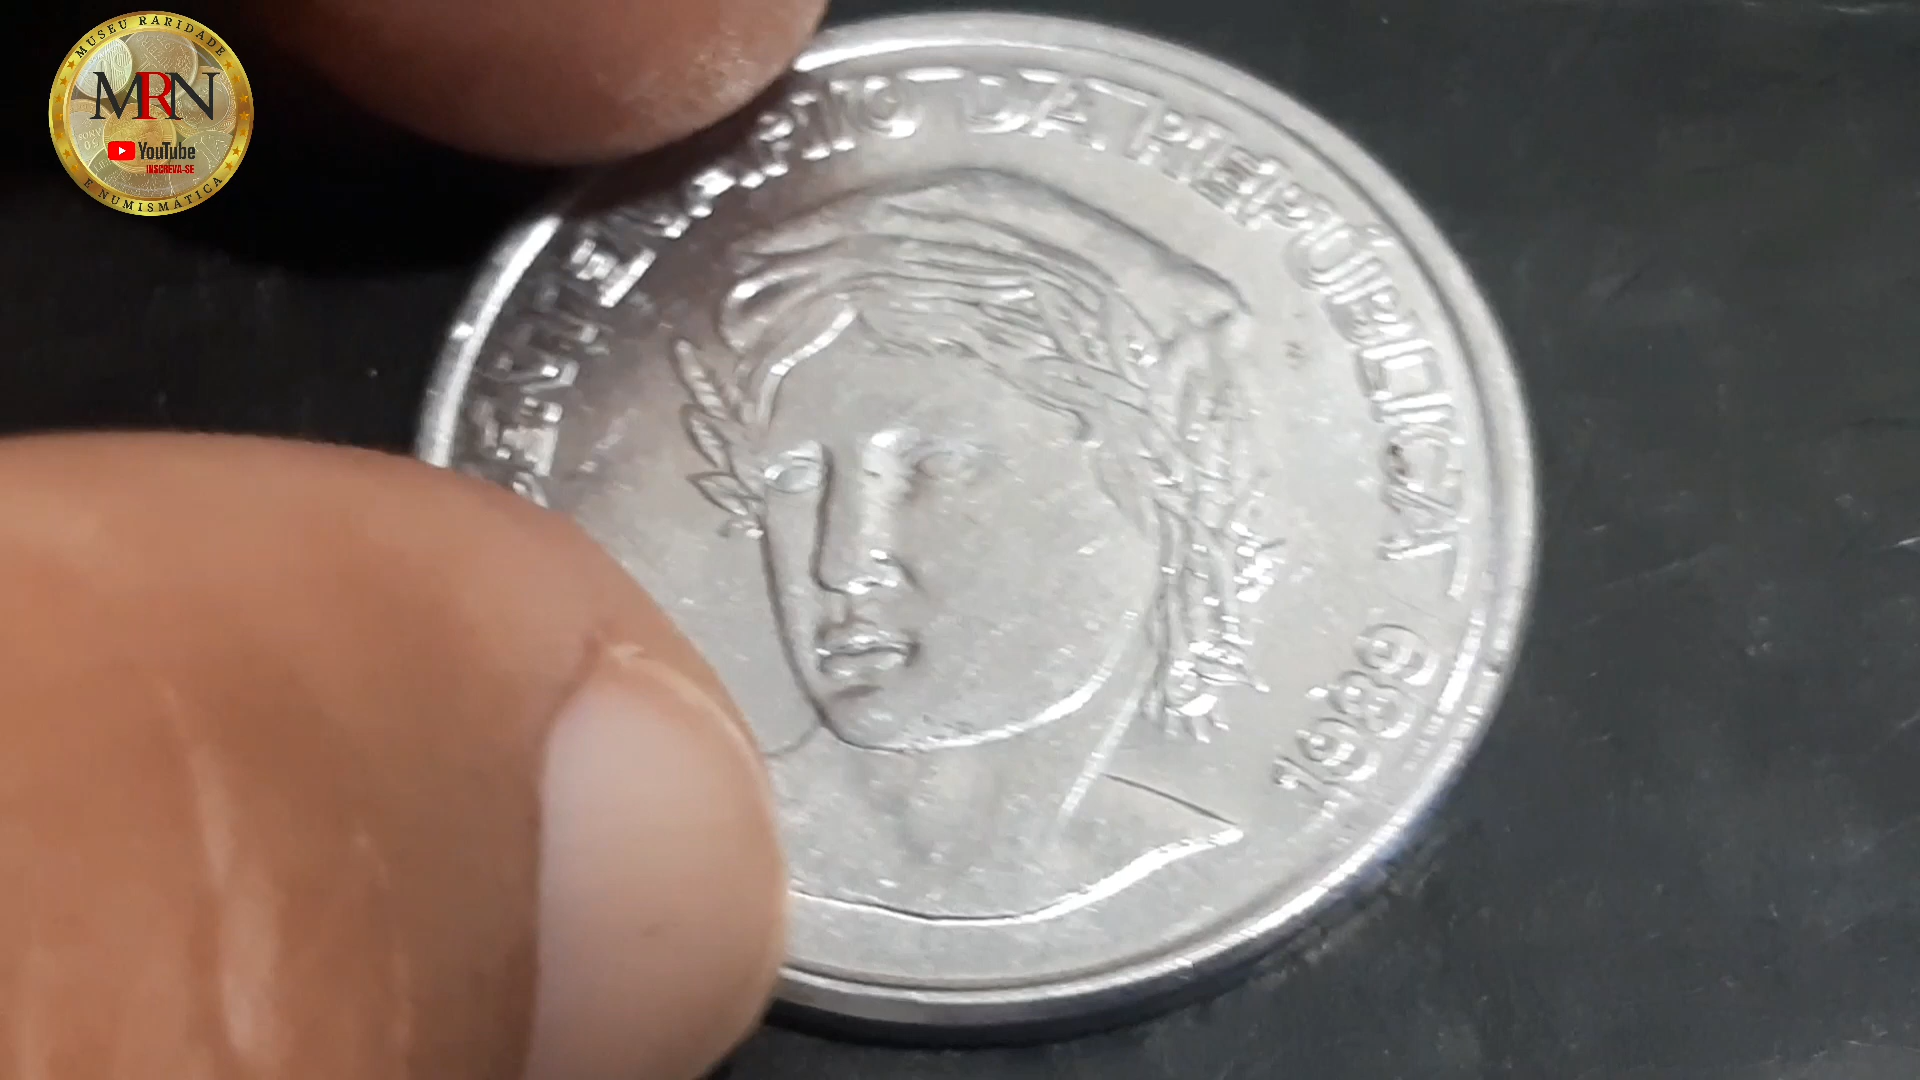 MUSEU RARIDADE
MRN
YouTube
INSCREVA-SE
E NUMISMÁTICA
CENTENÁRIO DA REPÚBLICA
1989